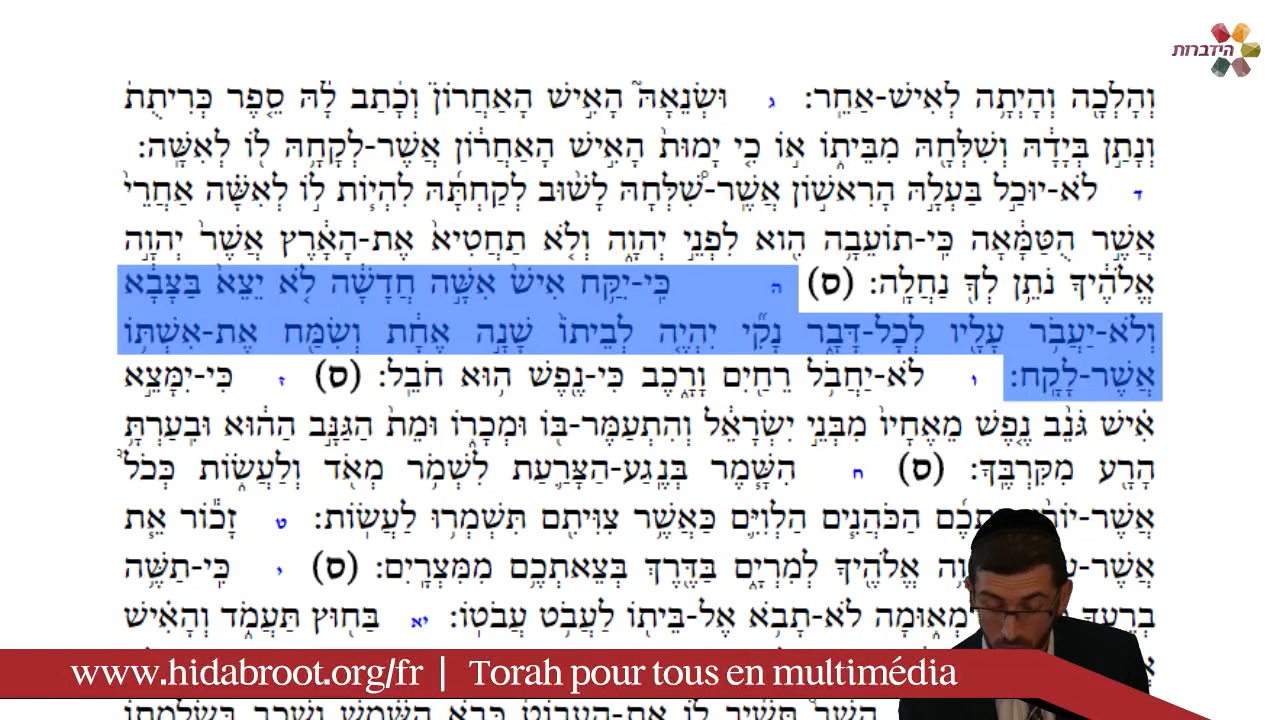 הידברות
וְהָלְכָה וְהָיְתָה לְאִישׁ-אַחֵר: ג וּשְׂנֵאָהּ הָאִישׁ הָאַחֲרוֹן וְכָתַב לָהּ סֵפֶר כְּרִיתֻת
וְנָתַן בְּיָדָהּ וְשִׁלְּחָהּ מִבֵּיתוֹ אוֹ כִי יָמוּת הָאִישׁ הָאַחֲרוֹן אֲשֶׁר-לְקָחָהּ לוֹ לְאִשָּׁה:
ד לֹא-יוּכַל בַּעְלָהּ הָרִאשׁוֹן אֲשֶׁר-שִׁלְּחָהּ לָשׁוּב לְקַחְתָּהּ לִהְיוֹת לוֹ לְאִשָּׁה אַחֲרֵי
אֲשֶׁר הֻטַּמָּאָה כִּי-תוֹעֵבָה הִוא לִפְנֵי יְהוָה וְלֹא תַחֲטִיא אֶת-הָאָרֶץ אֲשֶׁר יְהוָה
אֱלֹהֶיךָ נֹתֵן לְךָ נַחֲלָה: (ס) ה כִּי-יִקַּח אִישׁ אִשָּׁה חֲדָשָׁה לֹא יֵצֵא בַּצָּבָא
וְלֹא-יַעֲבֹר עָלָיו לְכָל-דָּבָר נָקִי יִהְיֶה לְבֵיתוֹ שָׁנָה אֶחָת וְשִׂמַּח אֶת-אִשְׁתּוֹ
אֲשֶׁר-לָקָח: ו לֹא-יַחֲבֹל רֵחַיִם וָרָכֶב כִּי-נֶפֶשׁ הוּא חֹבֵל: (ס) ז כִּי-יִמָּצֵא
אִישׁ גֹּנֵב נֶפֶשׁ מֵאֶחָיו מִבְּנֵי יִשְׂרָאֵל וְהִתְעַמֶּר-בּוֹ וּמְכָרוֹ וּמֵת הַגַּנָּב הַהוּא וּבִעַרְתָּ
הָרָע מִקִּרְבֶּךָ: (ס) ח הִשָּׁמֶר בְּנֶגַע-הַצָּרַעַת לִשְׁמֹר מְאֹד וְלַעֲשׂוֹת כְּכֹל
אֲשֶׁר-יוֹרוּ אֶתְכֶם הַכֹּהֲנִים הַלְוִיִּם כַּאֲשֶׁר צִוִּיתִם תִּשְׁמְרוּ לַעֲשׂוֹת: ט זָכוֹר אֵת
אֲשֶׁר-אֱלֹהֶיךָ לְמִרְיָם בַּדֶּרֶךְ בְּצֵאתְכֶם מִמִּצְרָיִם: (ס) י כִּי-תַשֶּׁה
בְרֵעֲךָ מְאוּמָה לֹא-תָבֹא אֶל-בֵּיתוֹ לַעֲבֹט עֲבֹטוֹ: יא בַּחוּץ תַּעֲמֹד וְהָאִישׁ
www.hidabroot.org/fr | Torah pour tous en multimédia